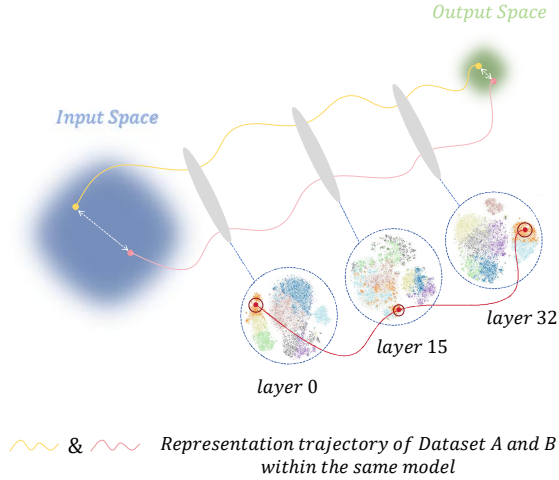 Output Space
Input Space
layer 32
layer 15
layer 0
& Representation trajectory of Dataset A and B
within the same model